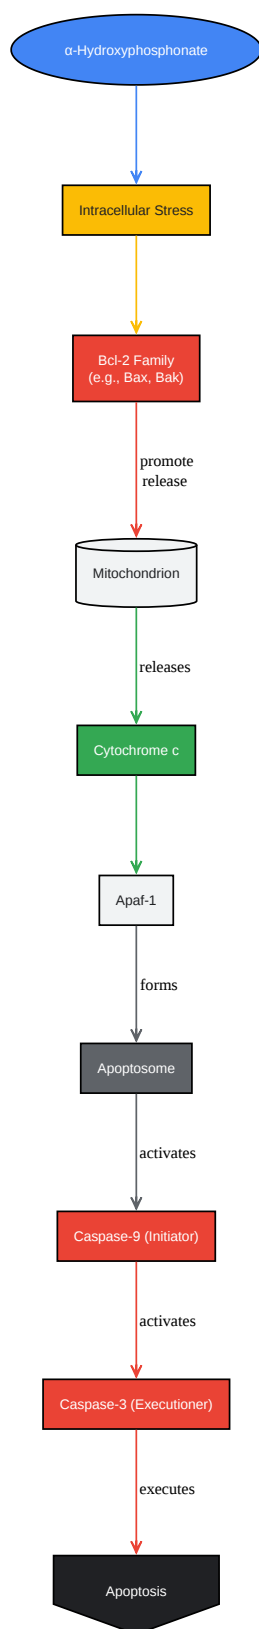 α-Hydroxyphosphonate
Intracellular Stress
Bcl-2 Family
(e.g., Bax, Bak)
promote
release
Mitochondrion
releases
Cytochrome c
Apaf-1
forms
Apoptosome
activates
Caspase-9 (Initiator)
activates
Caspase-3 (Executioner)
executes
Apoptosis